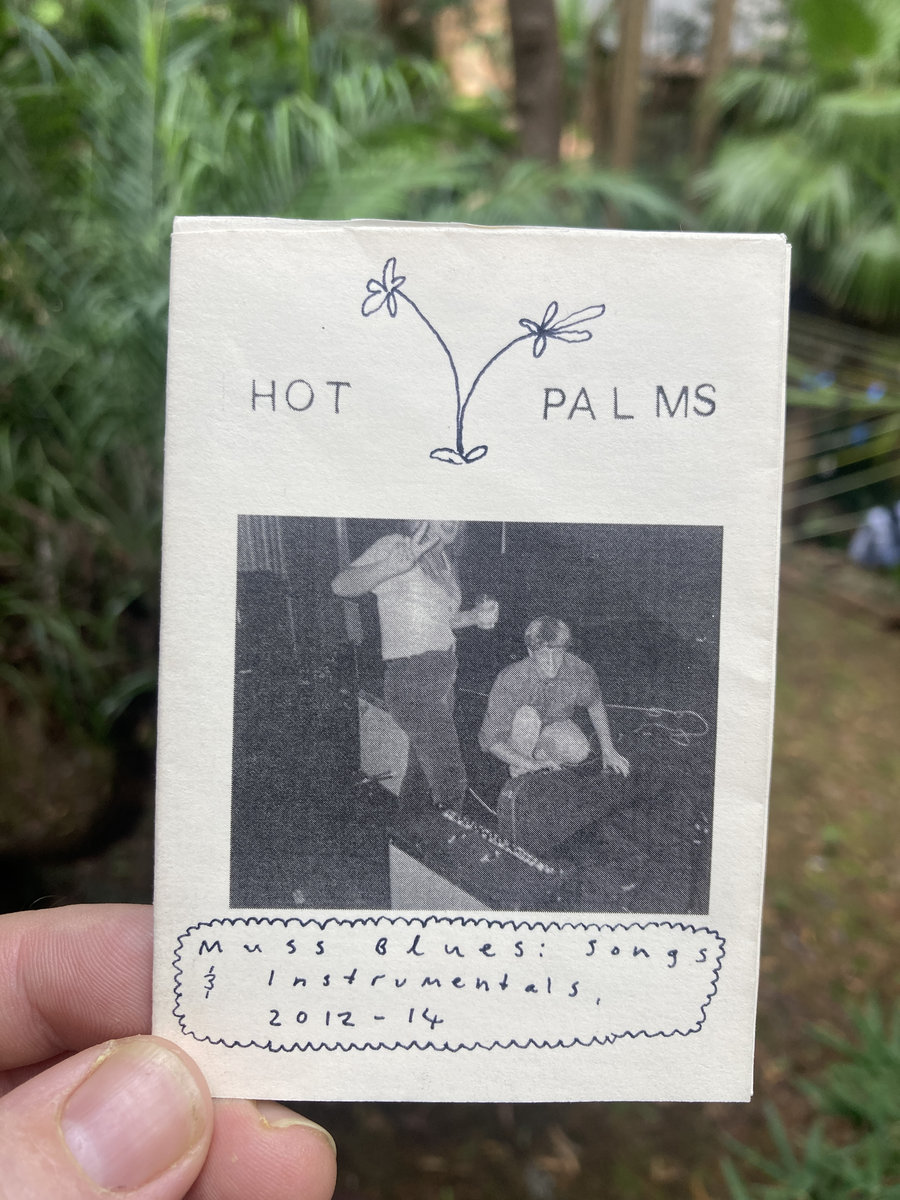 HOT PALMS
Muss Blues: Songs
& Instrumentals,
2012-14